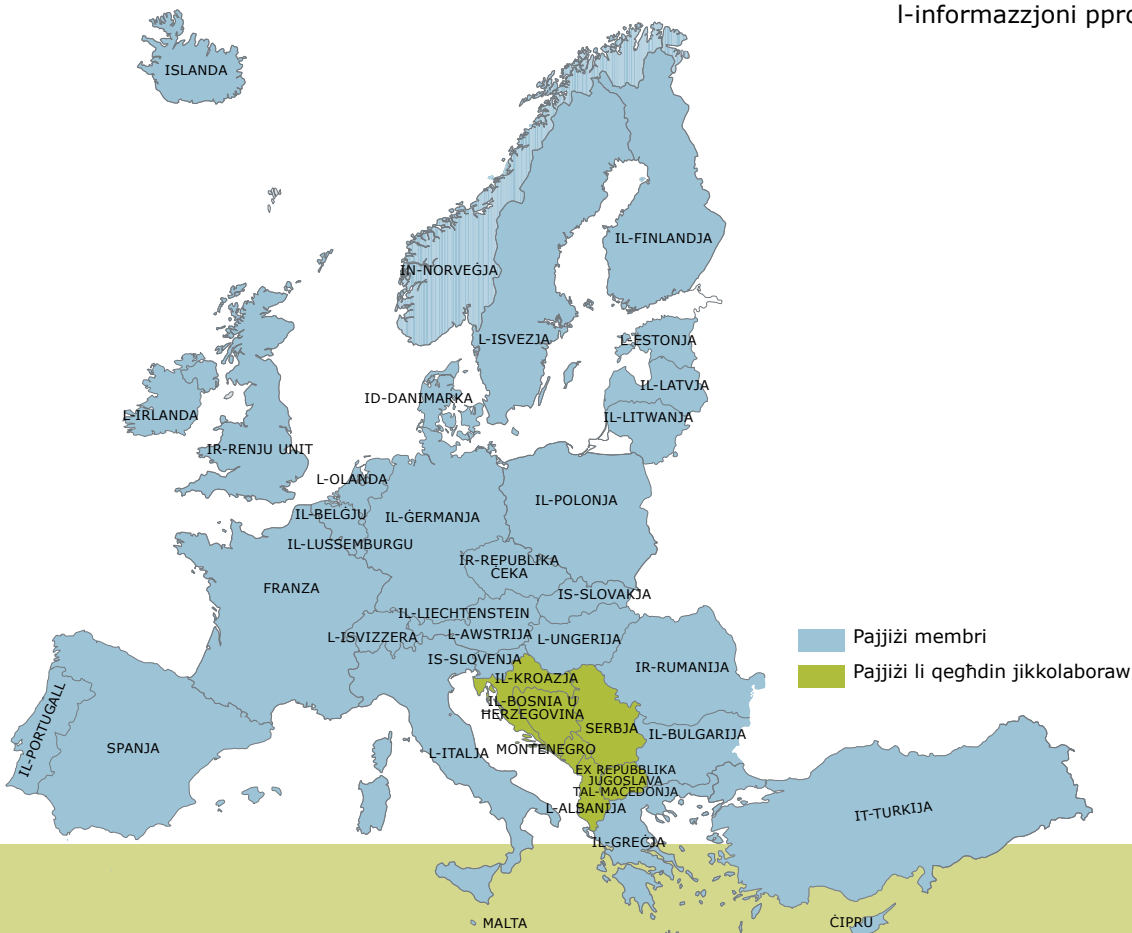 l-informazzjoni ppro
ISLANDA
IL-FINLANDJA
IN-NORVEĠJA
L-ISVEZJA
L-ESTONJA
IL-LATVJA
ID-DANIMARKA
L-IRLANDA
IL-LITWANJA
IR-RENJU UNIT
L-OLANDA
IL-POLONJA
IL-BELĠJU
IL-ĠERMANJA
IL-LUSSEMBURGU
IR-REPUBLIKA
ĊEKA
FRANZA
IS-SLOVAKJA
IL-LIECHTENSTEIN
L-ISVIZZERA
L-AWSTRIJA
L-UNGERIJA
Pajjiżi membri
IS-SLOVENJA
IR-RUMANIJA
Pajjiżi li qegħdin jikkolaboraw
IL-KROAZJA
IL-BOSNIA U
HERZEGOVINA
IL-PORTUGALL
SERBJA
IL-BULGARIJA
SPANJA
L-ITALJA
MONTENEGRO
EX REPUBBLIKA
JUGOSLAVA
TAL-MAĊEDONJA
L-ALBANIJA
IT-TURKIJA
IL-GREĊJA
MALTA
ĊIPRU